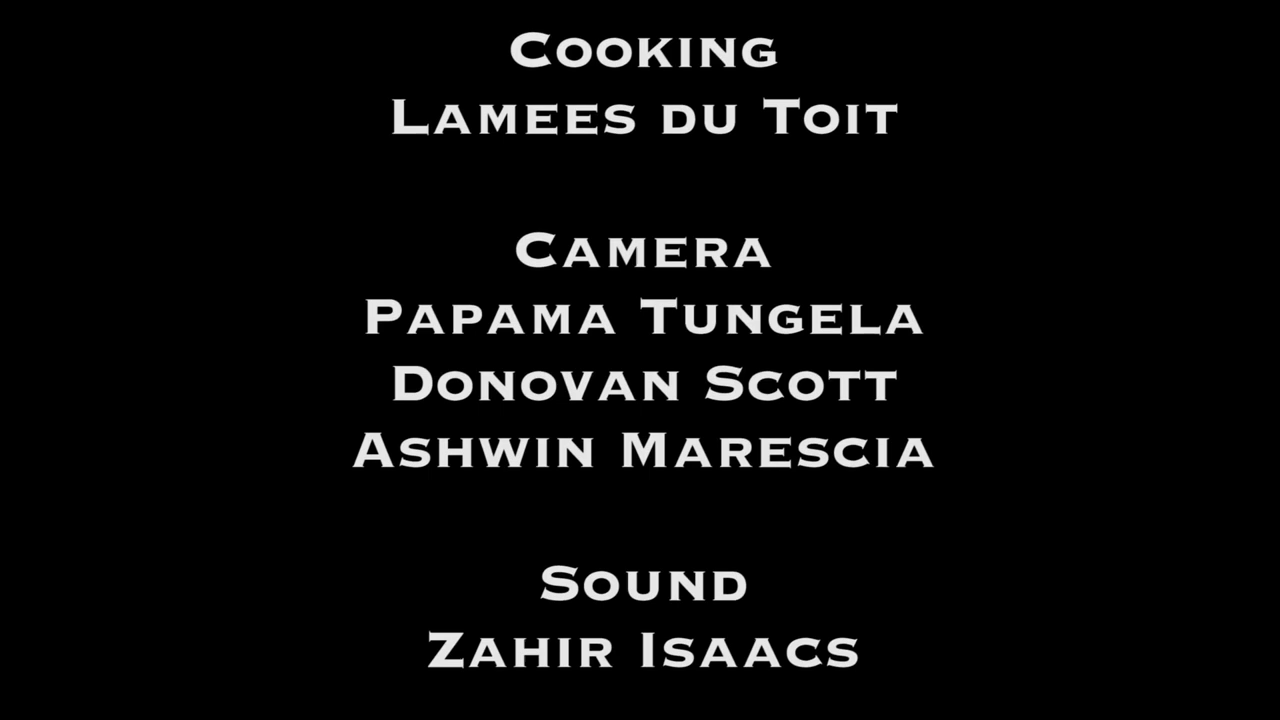 Cooking
Lamees du Toit
Camera
Papama Tungela
Donovan Scott
Ashwin Marescia
Sound
Zahir Isaacs